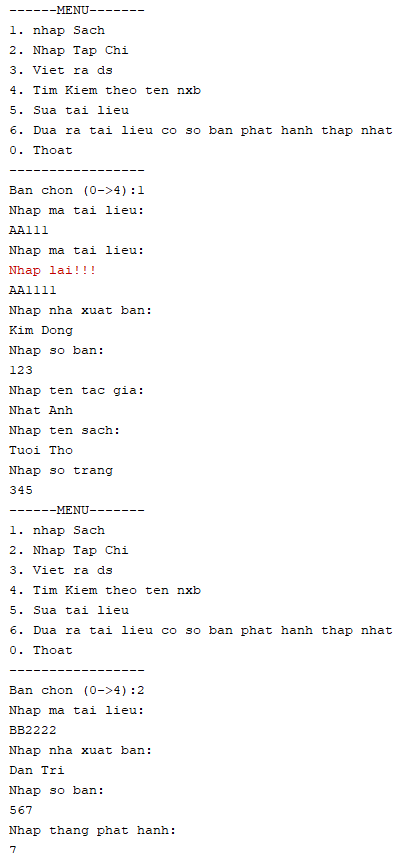 ------MENU-------
1. nhap Sach
2. Nhap Tap Chi
3. Viet ra ds
4. Tim Kiem theo ten nxb
5. Sua tai lieu
6. Dua ra tai lieu co so ban phat hanh thap nhat
0. Thoat
-----------------
Ban chon (0->4):1
Nhap ma tai lieu:
AA111
Nhap ma tai lieu:
Nhap lai!!!
AA1111
Nhap nha xuat ban:
Kim Dong
Nhap so ban:
123
Nhap ten tac gia:
Nhat Anh
Nhap ten sach:
Tuoi Tho
Nhap so trang
345
------MENU-------
1. nhap Sach
2. Nhap Tap Chi
3. Viet ra ds
4. Tim Kiem theo ten nxb
5. Sua tai lieu
6. Dua ra tai lieu co so ban phat hanh thap nhat
0. Thoat
-----------------
Ban chon (0->4):2
Nhap ma tai lieu:
BB2222
Nhap nha xuat ban:
Dan Tri
Nhap so ban:
567
Nhap thang phat hanh:
7